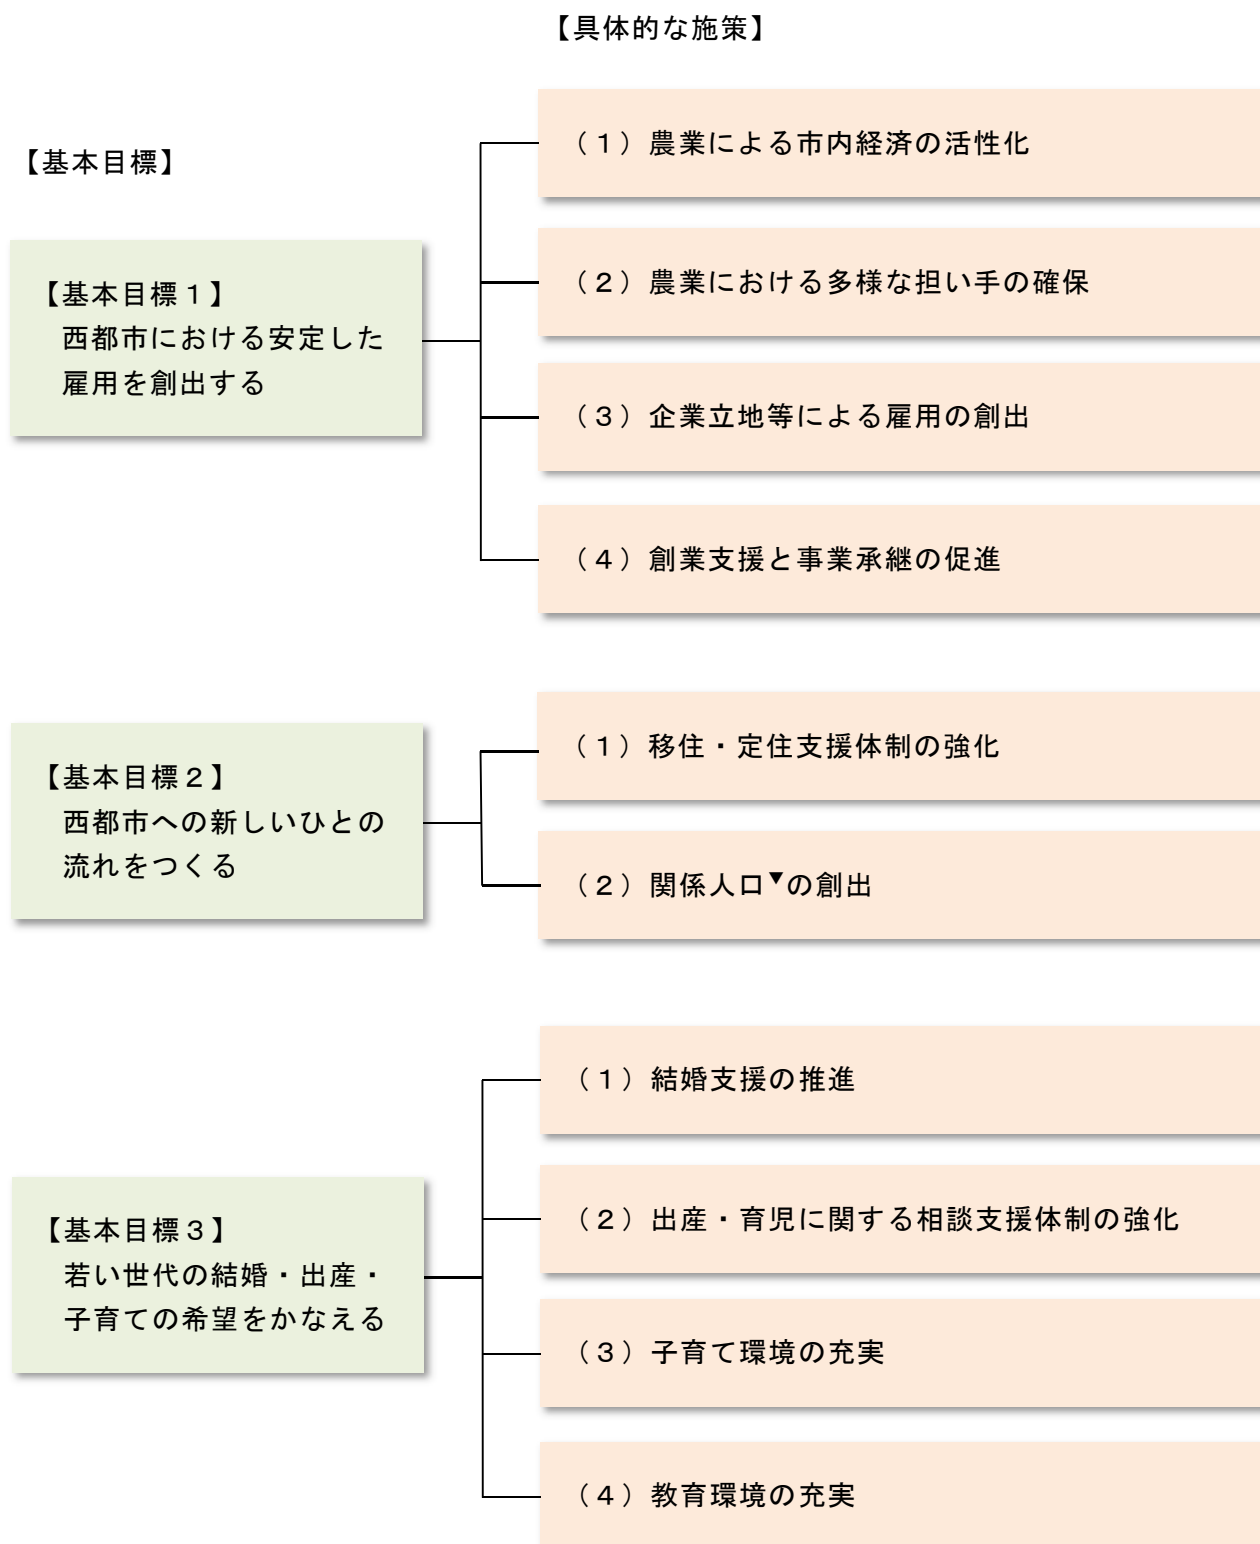 【具体的な施策】
【基本目標】
【基本目標１】
西都市における安定した
雇用を創出する
（１）農業による市内経済の活性化
（２）農業における多様な担い手の確保
（３）企業立地等による雇用の創出
（４）創業支援と事業承継の促進
【基本目標２】
西都市への新しいひとの
流れをつくる
（１）移住・定住支援体制の強化
（２）関係人口▼の創出
【基本目標３】
若い世代の結婚・出産・
子育ての希望をかなえる
（１）結婚支援の推進
（２）出産・育児に関する相談支援体制の強化
（３）子育て環境の充実
（４）教育環境の充実